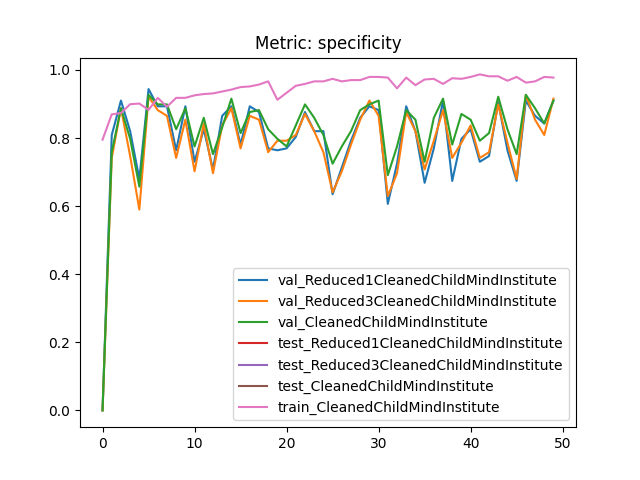 Metric: specificity
1.0
0.8
0.6
0.4
0.2
0.0
val_Reduced1CleanedChildMindInstitute
val_Reduced3CleanedChildMindInstitute
val_CleanedChildMindInstitute
test_Reduced1CleanedChildMindInstitute
test_Reduced3CleanedChildMindInstitute
test_CleanedChildMindInstitute
train_CleanedChildMindInstitute
0 10 20 30 40 50